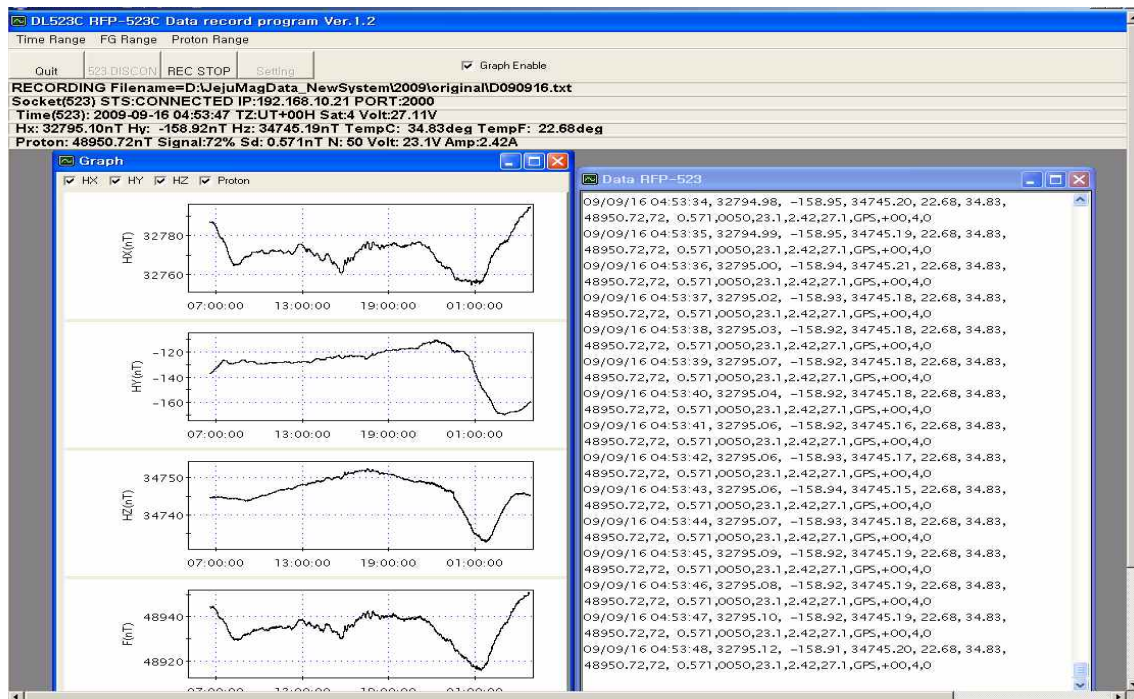 DL523C RFP-523C Data record program Ver.1.2
Time Range FG Range Proton Range
Quit 523 DISCON REC STOP Setting Graph Enable
RECORDING Filename=D:\JejuMagData_NewSystem\2009\original\D090916.txt
Socket(523) STS:CONNECTED IP:192.168.10.21 PORT:2000
Time(523): 2009-09-16 04:53:47 TZ:UT+00H Sat:4 Volt:27.11V
Hx: 32795.10nT Hy: -158.92nT Hz: 34745.19nT TempC: 34.83deg TempF: 22.68deg
Proton: 48950.72nT Signal:72% Sd: 0.571nT N: 50 Volt: 23.1V Amp:2.42A
Graph
HX HY HZ Proton
HX(nT)
32780
32760
07:00:00 13:00:00 19:00:00 01:00:00
HY(nT)
-120
-140
-160
07:00:00 13:00:00 19:00:00 01:00:00
HZ(nT)
34750
34740
07:00:00 13:00:00 19:00:00 01:00:00
F(nT)
48940
48920
07:00:00 13:00:00 19:00:00 01:00:00
Data RFP-523
09/09/16 04:53:34, 32794.98, -158.95, 34745.20, 22.68, 34.83,
48950.72,72, 0.571,0050,23.1,2.42,27.1,GPS,+00,4,0
09/09/16 04:53:35, 32794.99, -158.95, 34745.19, 22.68, 34.83,
48950.72,72, 0.571,0050,23.1,2.42,27.1,GPS,+00,4,0
09/09/16 04:53:36, 32795.00, -158.94, 34745.21, 22.68, 34.83,
48950.72,72, 0.571,0050,23.1,2.42,27.1,GPS,+00,4,0
09/09/16 04:53:37, 32795.02, -158.93, 34745.18, 22.68, 34.83,
48950.72,72, 0.571,0050,23.1,2.42,27.1,GPS,+00,4,0
09/09/16 04:53:38, 32795.03, -158.92, 34745.18, 22.68, 34.83,
48950.72,72, 0.571,0050,23.1,2.42,27.1,GPS,+00,4,0
09/09/16 04:53:39, 32795.07, -158.92, 34745.18, 22.68, 34.83,
48950.72,72, 0.571,0050,23.1,2.42,27.1,GPS,+00,4,0
09/09/16 04:53:40, 32795.04, -158.92, 34745.18, 22.68, 34.83,
48950.72,72, 0.571,0050,23.1,2.42,27.1,GPS,+00,4,0
09/09/16 04:53:41, 32795.06, -158.92, 34745.16, 22.68, 34.83,
48950.72,72, 0.571,0050,23.1,2.42,27.1,GPS,+00,4,0
09/09/16 04:53:42, 32795.06, -158.93, 34745.17, 22.68, 34.83,
48950.72,72, 0.571,0050,23.1,2.42,27.1,GPS,+00,4,0
09/09/16 04:53:43, 32795.06, -158.94, 34745.15, 22.68, 34.83,
48950.72,72, 0.571,0050,23.1,2.42,27.1,GPS,+00,4,0
09/09/16 04:53:44, 32795.07, -158.93, 34745.18, 22.68, 34.83,
48950.72,72, 0.571,0050,23.1,2.42,27.1,GPS,+00,4,0
09/09/16 04:53:45, 32795.09, -158.92, 34745.19, 22.68, 34.83,
48950.72,72, 0.571,0050,23.1,2.42,27.1,GPS,+00,4,0
09/09/16 04:53:46, 32795.08, -158.92, 34745.19, 22.68, 34.83,
48950.72,72, 0.571,0050,23.1,2.42,27.1,GPS,+00,4,0
09/09/16 04:53:47, 32795.10, -158.92, 34745.19, 22.68, 34.83,
48950.72,72, 0.571,0050,23.1,2.42,27.1,GPS,+00,4,0
09/09/16 04:53:48, 32795.12, -158.91, 34745.20, 22.68, 34.83,
48950.72,72, 0.571,0050,23.1,2.42,27.1,GPS,+00,4,0